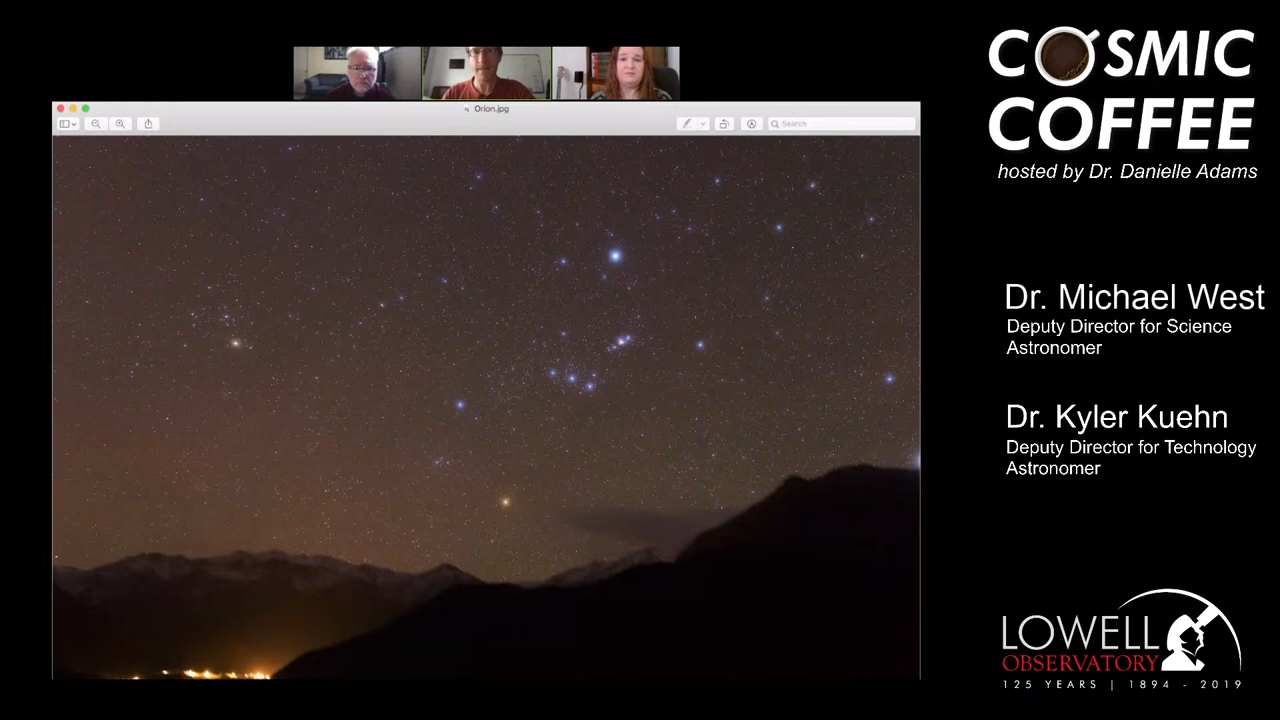 COSMIC
COFFEE
hosted by Dr. Danielle Adams
Orion.jpg
Search
Dr. Michael West
Deputy Director for Science
Astronomer
Dr. Kyler Kuehn
Deputy Director for Technology
Astronomer
LOWELL
OBSERVATORY
125 YEARS | 1894 - 2019